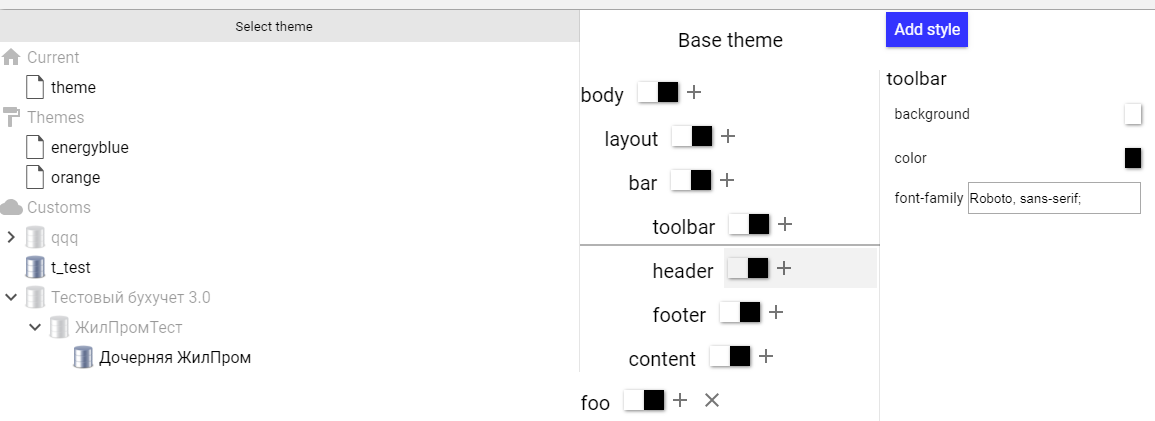 Select theme
Current
theme
Themes
energyblue
orange
Customs
qqq
t_test
Тестовый бухучет 3.0
ЖилПромТест
Дочерняя ЖилПром
Base theme
body
layout
bar
toolbar
header
footer
content
foo
Add style
toolbar
background
color
font-family Roboto, sans-serif;